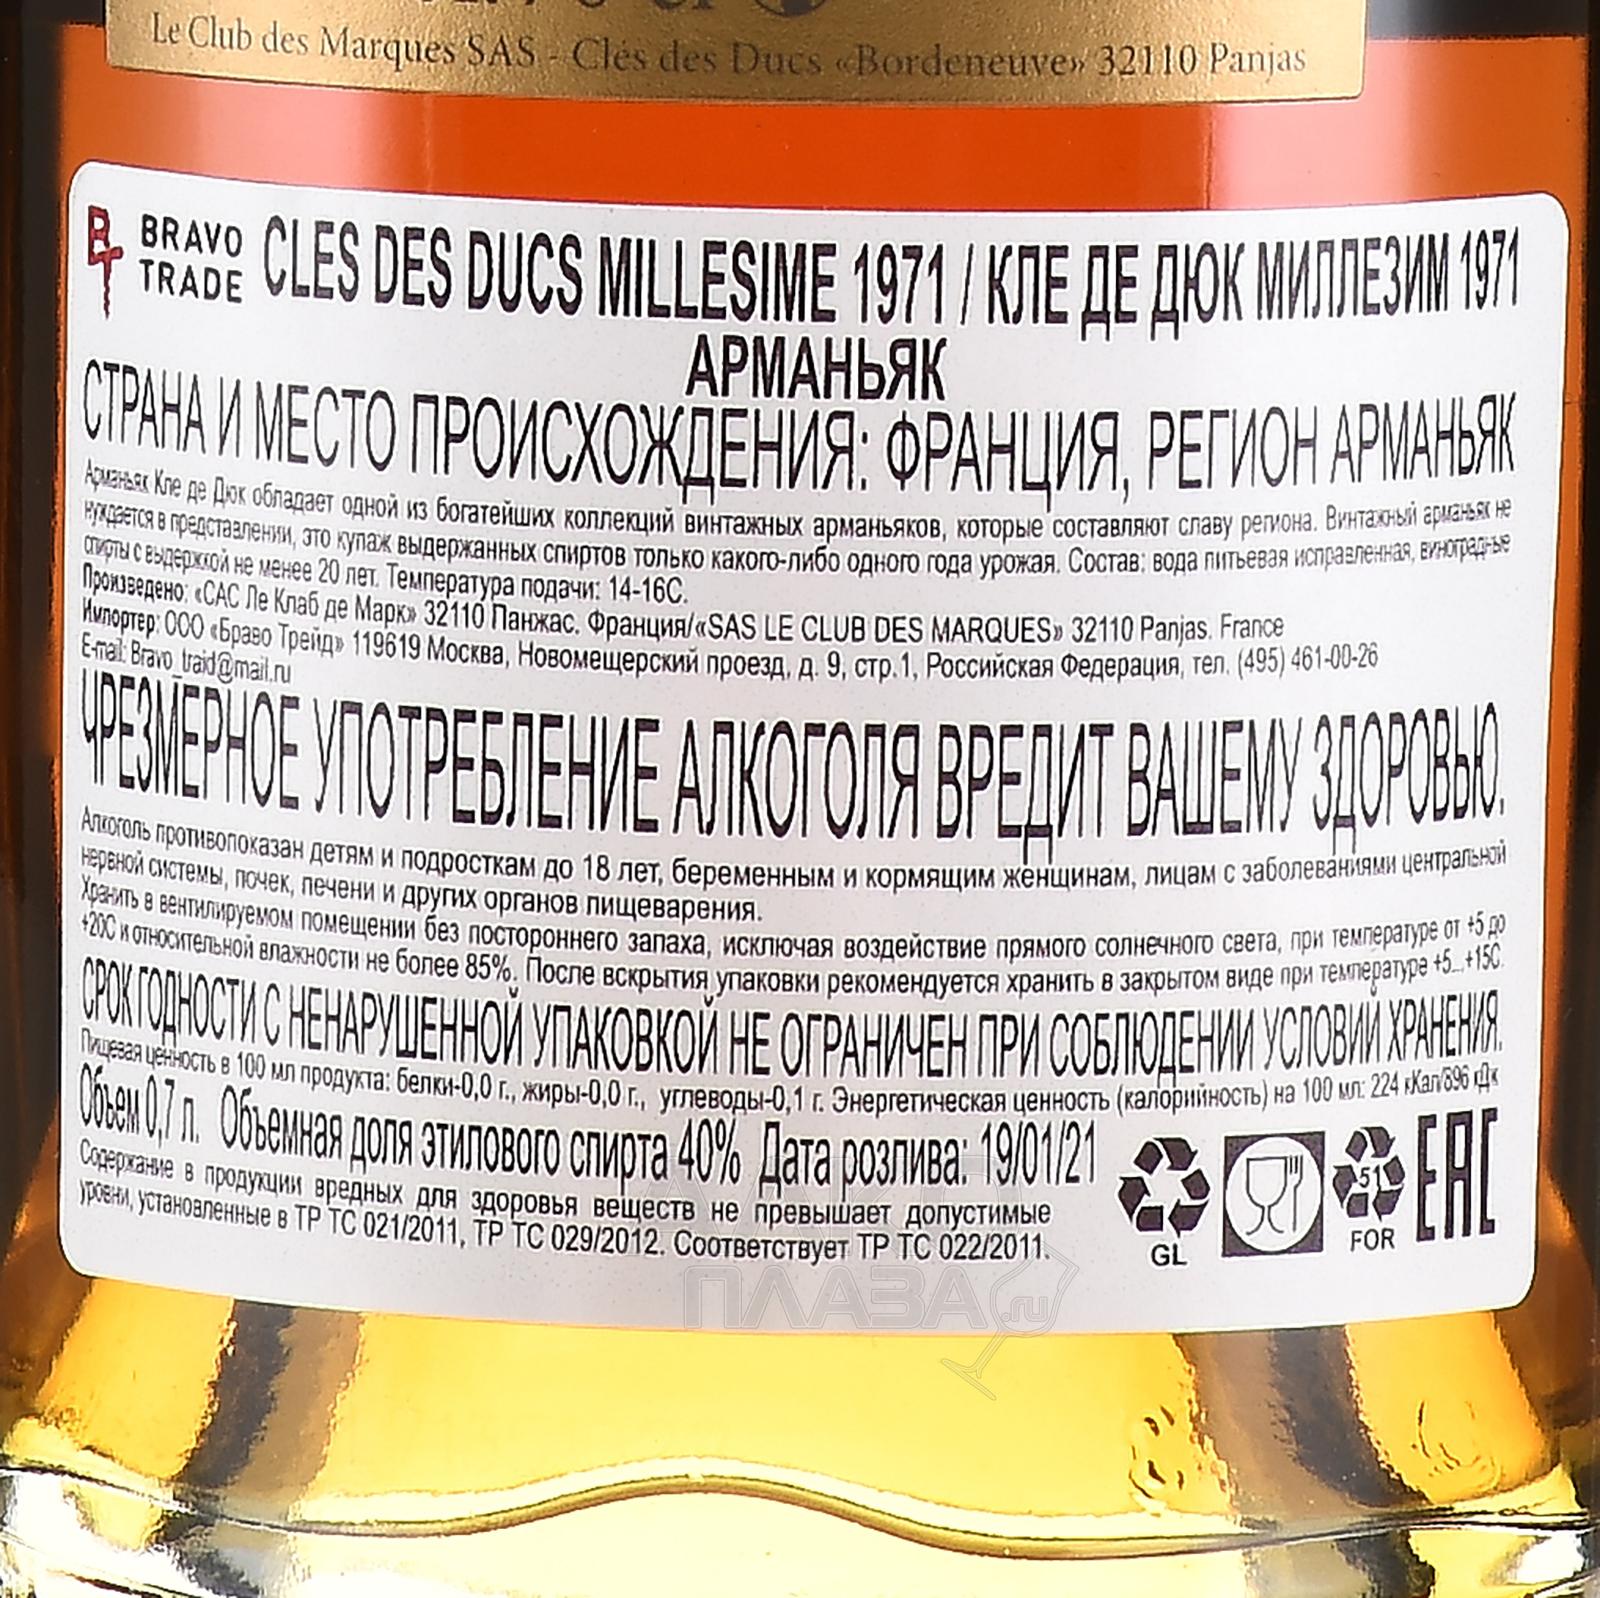 Le Club des Marques SAS - Clés des Ducs «Bordeneuve» 32110 Panjas
BRAVO TRADE
CLES DES DUCS MILLESIME 1971 / КЛЕ ДЕ ДЮК МИЛЛЕЗИМ 1971
АРМАНЬЯК
СТРАНА И МЕСТО ПРОИСХОЖДЕНИЯ: ФРАНЦИЯ, РЕГИОН АРМАНЬЯК
Арманьяк Кле де Дюк обладает одной из богатейших коллекций винтажных арманьяков, которые составляют славу региона. Винтажный арманьяк не
нуждается в представлении, это купаж выдержанных спиртов только какого-либо одного года урожая. Состав: вода питьевая исправленная, виноградные
спирты с выдержкой не менее 20 лет. Температура подачи: 14-16С.
Произведено: «САС Ле Клаб де Марк» 32110 Панжас. Франция/«SAS LE CLUB DES MARQUES» 32110 Panjas. France
Импортер: ООО «Браво Трейд» 119619 Москва, Новомещерский проезд, д. 9, стр.1, Российская Федерация, тел. (495) 461-00-26
E-mail: Bravo_traid@mail.ru
ЧРЕЗМЕРНОЕ УПОТРЕБЛЕНИЕ АЛКОГОЛЯ ВРЕДИТ ВАШЕМУ ЗДОРОВЬЮ.
Алкоголь противопоказан детям и подросткам до 18 лет, беременным и кормящим женщинам, лицам с заболеваниями центральной
нервной системы, почек, печени и других органов пищеварения.
Хранить в вентилируемом помещении без постороннего запаха, исключая воздействие прямого солнечного света, при температуре от +5 до
+20С и относительной влажности не более 85%. После вскрытия упаковки рекомендуется хранить в закрытом виде при температуре +5...+15С.
СРОК ГОДНОСТИ С НЕНАРУШЕННОЙ УПАКОВКОЙ НЕ ОГРАНИЧЕН ПРИ СОБЛЮДЕНИИ УСЛОВИЙ ХРАНЕНИЯ.
Пищевая ценность в 100 мл продукта: белки-0,0 г., жиры-0,0 г., углеводы-0,1 г. Энергетическая ценность (калорийность) на 100 мл: 224 кКал/896 кДж
Объем 0,7 л. Объемная доля этилового спирта 40% Дата розлива: 19/01/21
Содержание в продукции вредных для здоровья веществ не превышает допустимые
уровни, установленные в ТР ТС 021/2011, ТР ТС 029/2012. Соответствует ТР ТС 022/2011.
GL
51
FOR
EAC
ПЛАЗА.ru